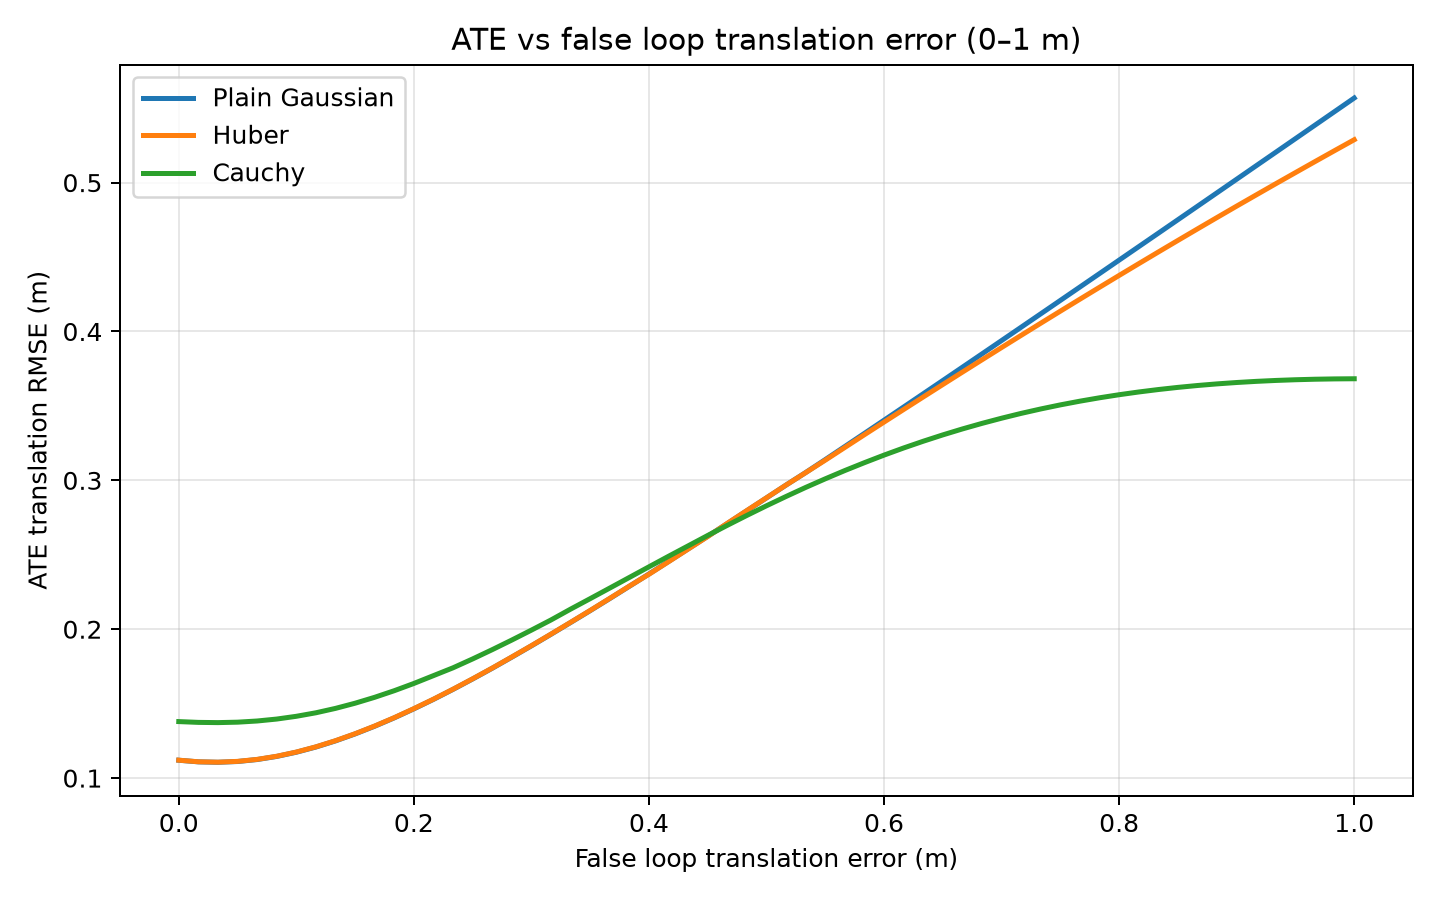 ATE vs false loop translation error (0–1 m)
Plain Gaussian
Huber
Cauchy
ATE translation RMSE (m)
0.5
0.4
0.3
0.2
0.1
0.0 0.2 0.4 0.6 0.8 1.0
False loop translation error (m)